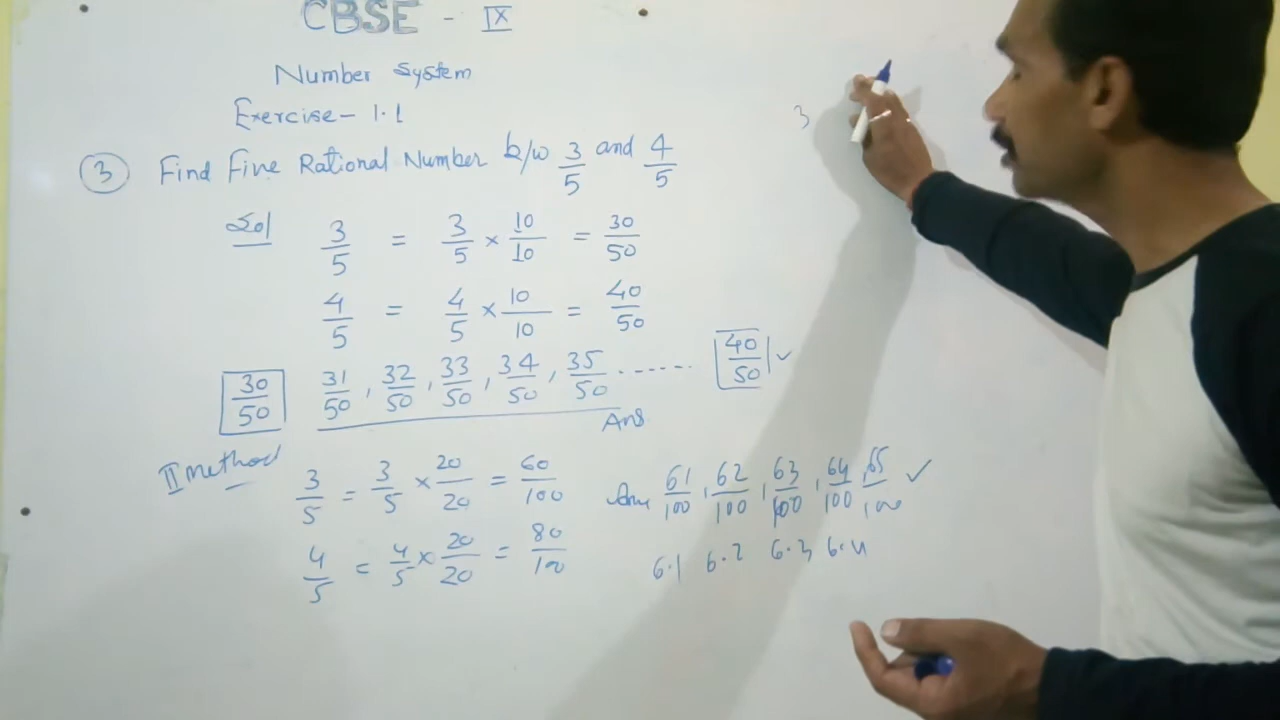 CBSE - IX
Number System
Exercise - 1.1
3
③ Find Five Rational Number b/w 3/5 and 4/5
Sol 3/5 = 3/5 × 10/10 = 30/50
4/5 = 4/5 × 10/10 = 40/50
30/50 31/50, 32/50, 33/50, 34/50, 35/50 ...... 40/50 ✓
Ans
II method
3/5 = 3/5 × 20/20 = 60/100 Ans 61/100, 62/100, 63/100, 64/100, 65/100 ✓
4/5 = 4/5 × 20/20 = 80/100
6.1 6.2 6.3 6.4